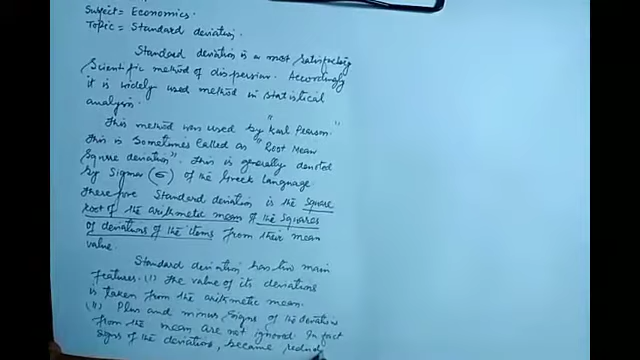 Subject = Economics.
Topic = Standard deviation.
Standard deviation is a most satisfactory
Scientific method of dispersion. Accordingly
it is widely used method in statistical
analysis.
This method was used by "Karl Pearson."
This is Sometimes Called as "Root Mean
Square deviation". This is generally denoted
by Sigma (σ) of the Greek language.
Therefore Standard deviation is the Square
root of the arithmetic mean of the Squares
of deviations of the items from their mean
value.
Standard deviation has two main
features. (i) The value of its deviations
is taken from the arithmetic mean.
(ii) Plus and minus Signs of the deviations
from the mean are not ignored. In fact
Signs of the deviations, became